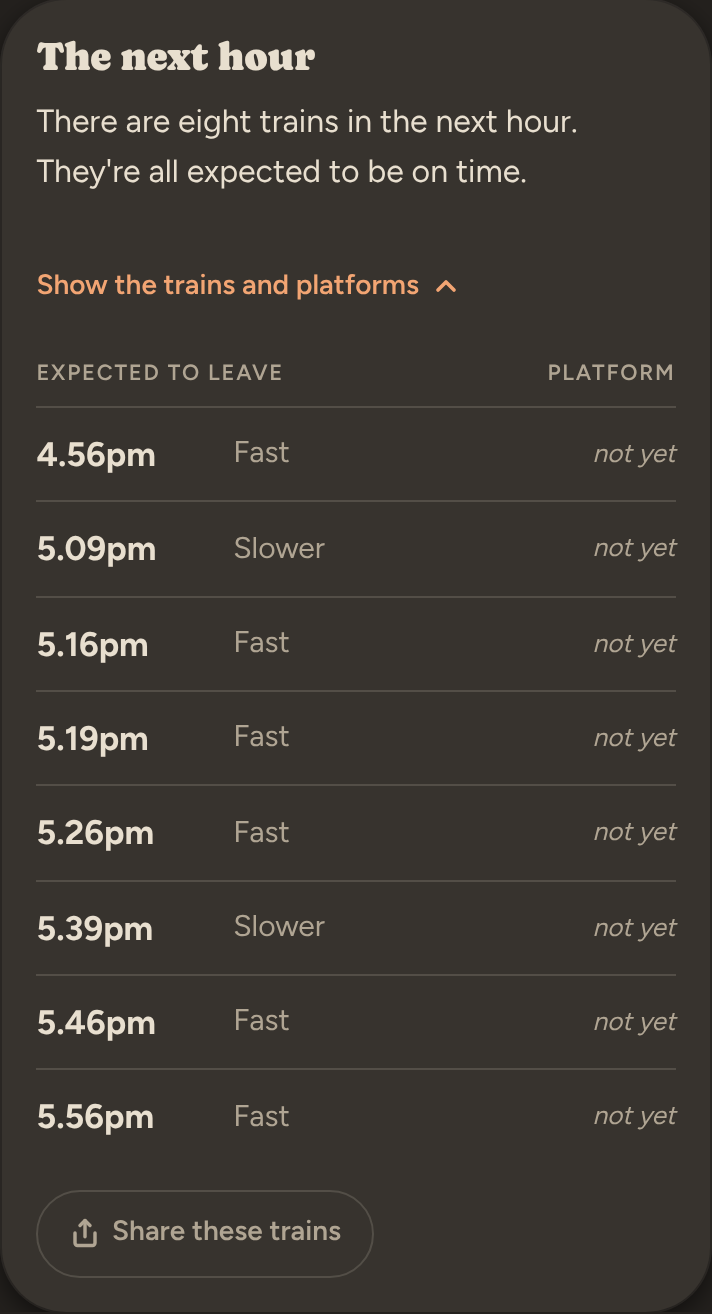 The next hour
There are eight trains in the next hour.
They're all expected to be on time.
Show the trains and platforms
EXPECTED TO LEAVE PLATFORM
4.56pm Fast not yet
5.09pm Slower not yet
5.16pm Fast not yet
5.19pm Fast not yet
5.26pm Fast not yet
5.39pm Slower not yet
5.46pm Fast not yet
5.56pm Fast not yet
Share these trains